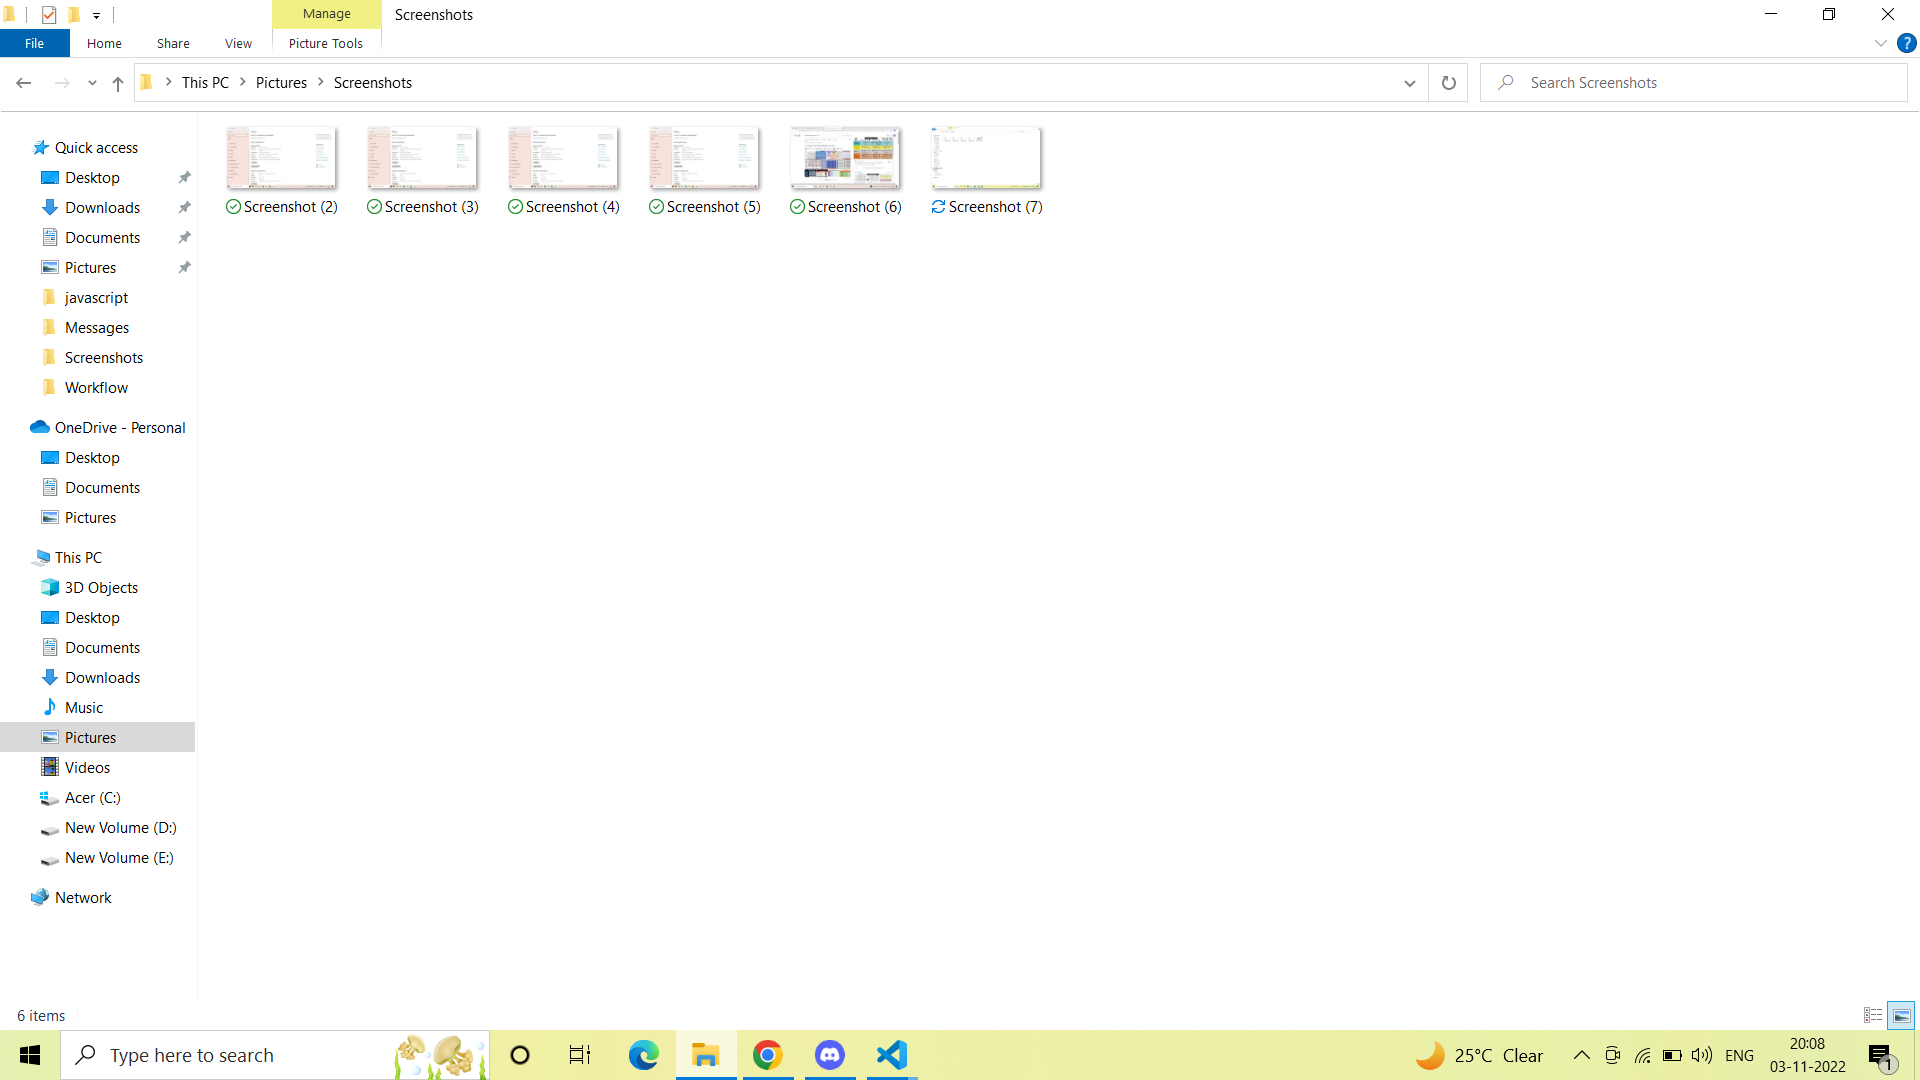 Manage
Screenshots
File
Home
Share
View
Picture Tools
?
This PC
Pictures
Screenshots
Search Screenshots
Quick access
Desktop
Downloads
Documents
Pictures
javascript
Messages
Screenshots
Workflow
OneDrive - Personal
Desktop
Documents
Pictures
This PC
3D Objects
Desktop
Documents
Downloads
Music
Pictures
Videos
Acer (C:)
New Volume (D:)
New Volume (E:)
Network
Screenshot (2)
Screenshot (3)
Screenshot (4)
Screenshot (5)
Screenshot (6)
Screenshot (7)
6 items
Type here to search
25°C Clear
ENG
20:08
03-11-2022
1